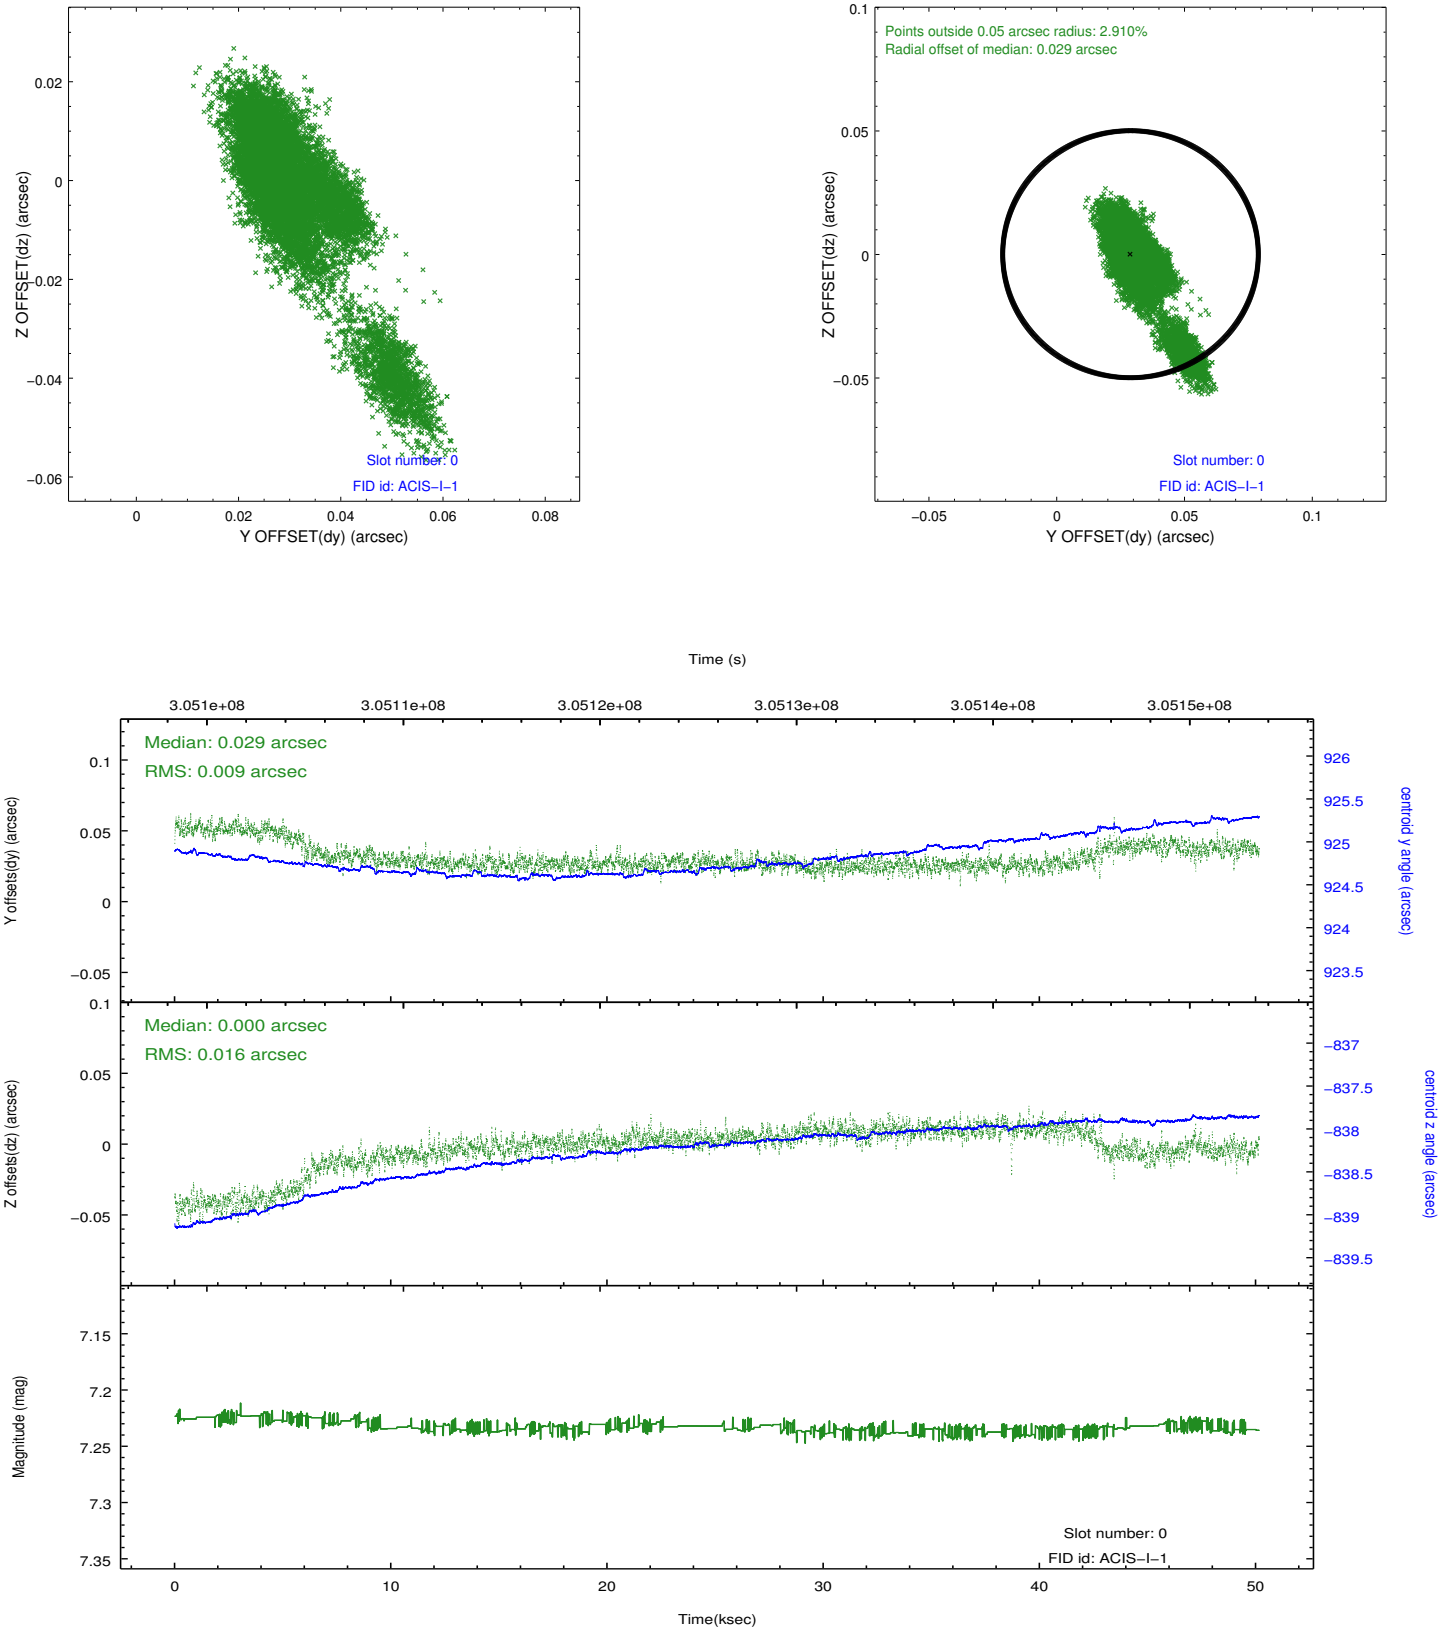 0.02
0
−0.02
−0.04
−0.06
Z OFFSET(dz) (arcsec)
0 0.02 0.04 0.06 0.08
Y OFFSET(dy) (arcsec)
Slot number: 0
FID id: ACIS−I−1
Points outside 0.05 arcsec radius: 2.910%
Radial offset of median: 0.029 arcsec
0.1
0.05
0
−0.05
Z OFFSET(dz) (arcsec)
Slot number: 0
FID id: ACIS−I−1
−0.05 0 0.05 0.1
Y OFFSET(dy) (arcsec)
Time (s)
3.051e+08 3.0511e+08 3.0512e+08 3.0513e+08 3.0514e+08 3.0515e+08
Median: 0.029 arcsec
RMS: 0.009 arcsec
0.1
0.05
0
−0.05
Y offsets(dy) (arcsec)
926
925.5
925
924.5
924
923.5
centroid y angle (arcsec)
Median: 0.000 arcsec
RMS: 0.016 arcsec
0.1
0.05
0
−0.05
Z offsets(dz) (arcsec)
−837
−837.5
−838
−838.5
−839
−839.5
centroid z angle (arcsec)
7.15
7.2
7.25
7.3
7.35
Magnitude (mag)
Slot number: 0
FID id: ACIS−I−1
0 10 20 30 40 50
Time(ksec)